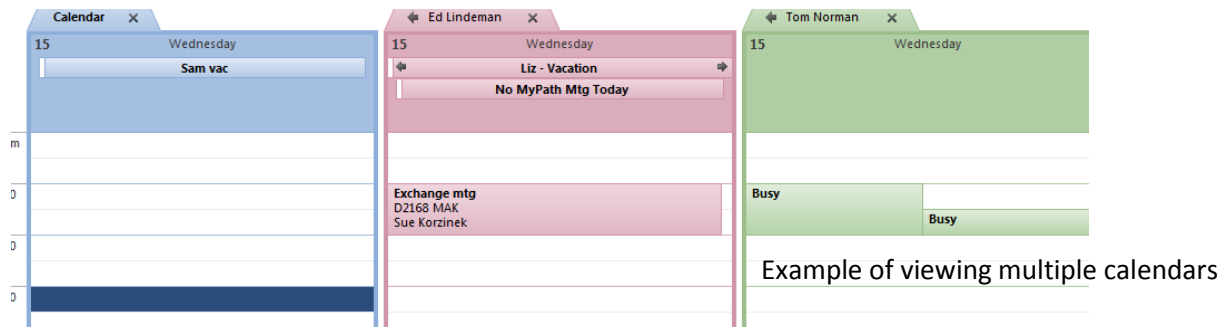 Calendar
15 Wednesday
Sam vac
Ed Lindeman
15 Wednesday
Liz - Vacation
No MyPath Mtg Today
Exchange mtg
D2168 MAK
Sue Korzinek
Tom Norman
15 Wednesday
Busy
Busy
Example of viewing multiple calendars